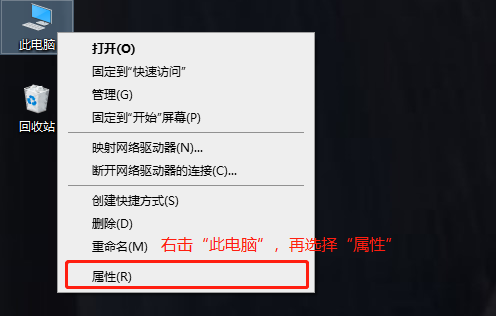 此电脑
回收站
打开(O)
固定到"快速访问"
管理(G)
固定到"开始"屏幕(P)
映射网络驱动器(N)...
断开网络驱动器的连接(C)...
创建快捷方式(S)
删除(D)
重命名(M)
右击“此电脑”，再选择“属性”
属性(R)